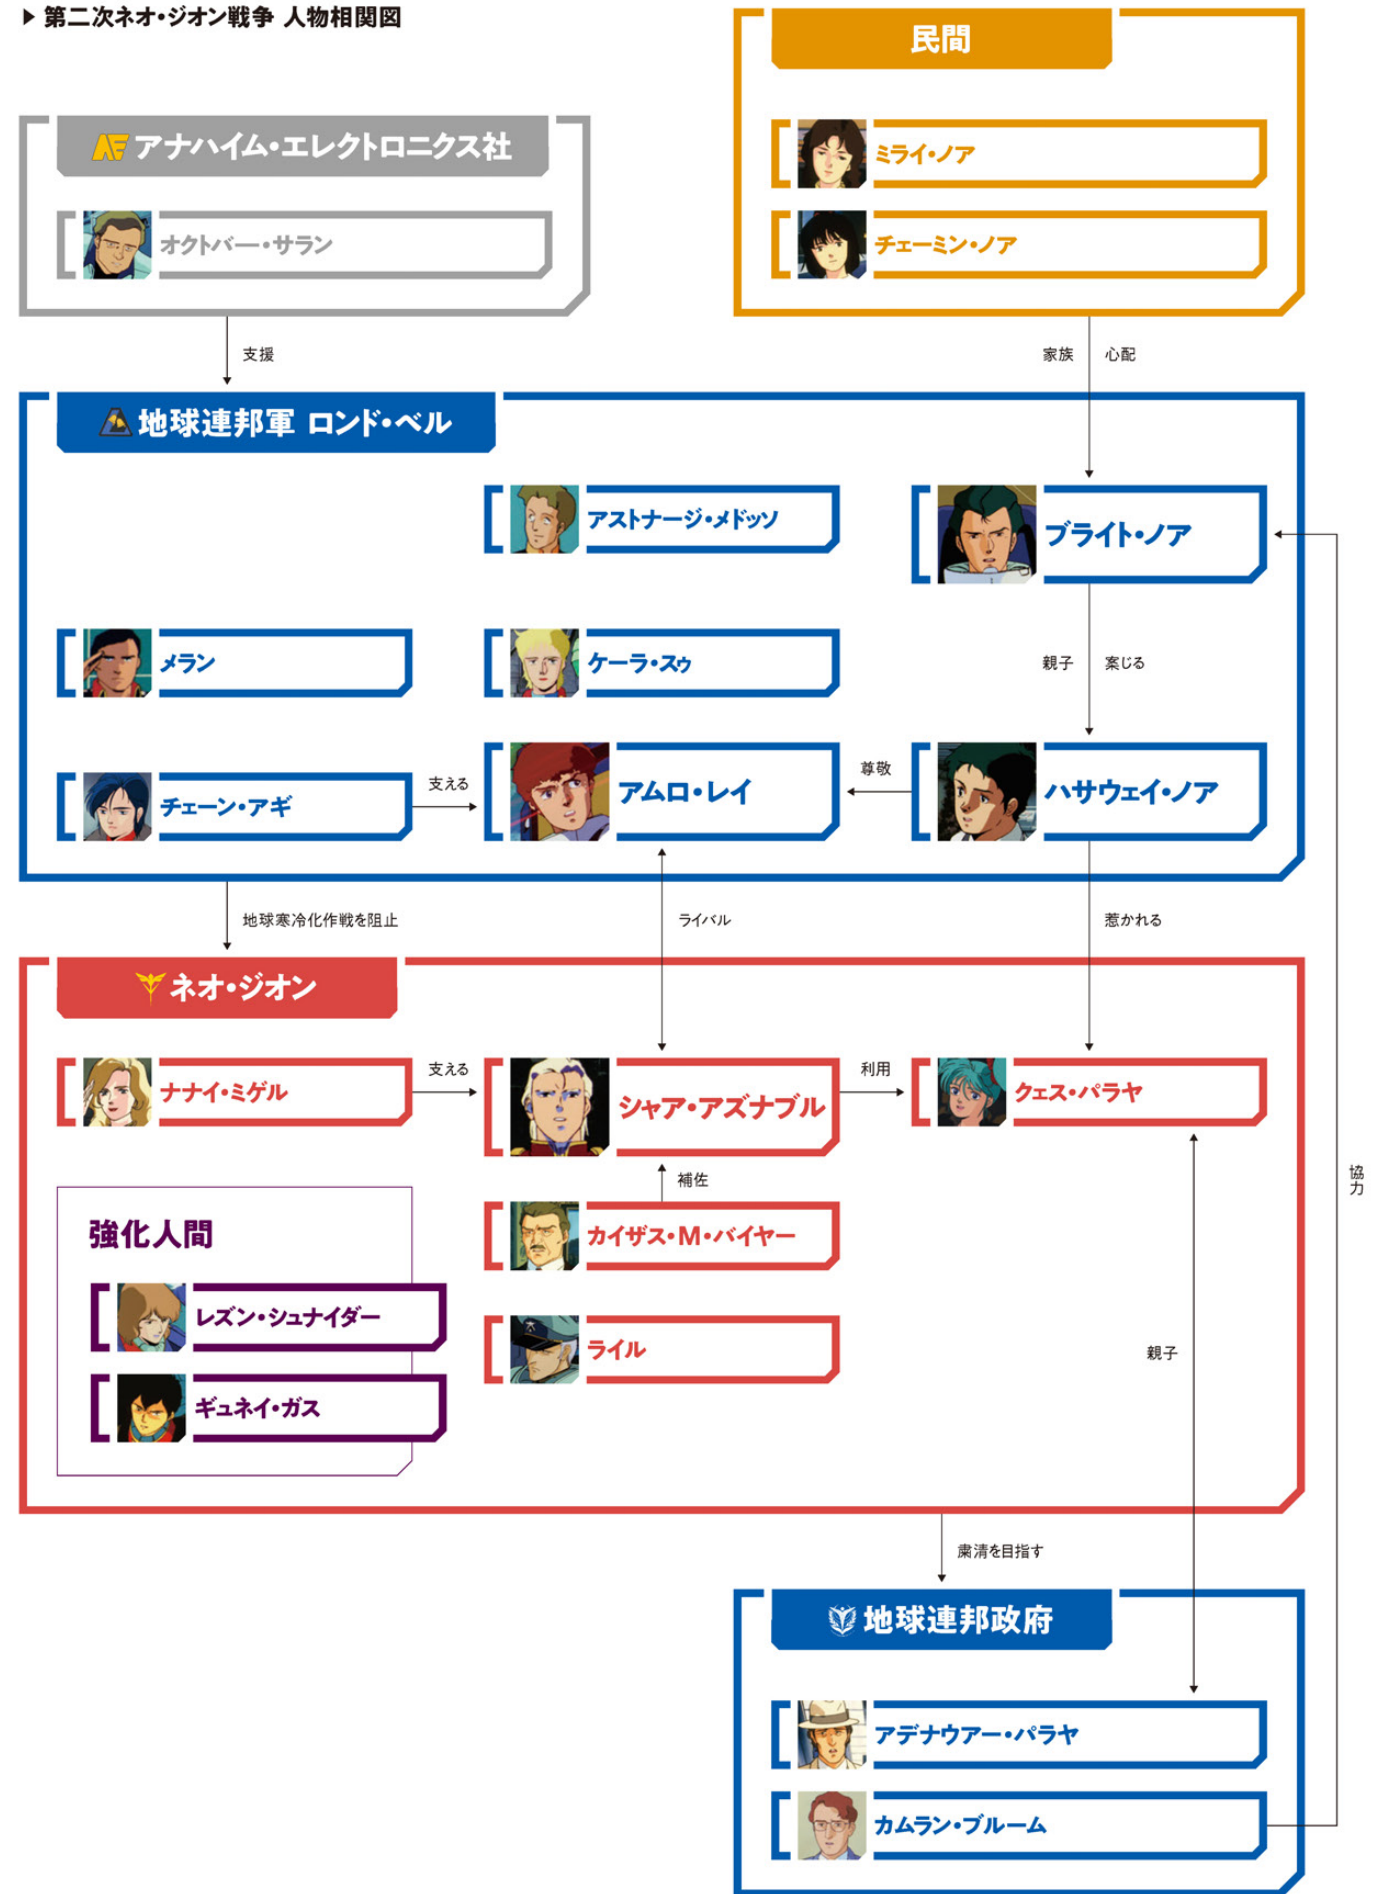 ▶ 第二次ネオ・ジオン戦争 人物相関図
民間
ミライ・ノア
チェーミン・ノア
アナハイム・エレクトロニクス社
オクトバー・サラン
支援
家族
心配
地球連邦軍 ロンド・ベル
アストナージ・メドッソ
ブライト・ノア
メラン
ケーラ・スゥ
親子
案じる
チェーン・アギ
支える
アムロ・レイ
尊敬
ハサウェイ・ノア
地球寒冷化作戦を阻止
ライバル
惹かれる
ネオ・ジオン
ナナイ・ミゲル
支える
シャア・アズナブル
利用
クェス・パラヤ
補佐
カイザス・M・バイヤー
強化人間
レズン・シュナイダー
ギュネイ・ガス
ライル
親子
協力
粛清を目指す
地球連邦政府
アデナウアー・パラヤ
カムラン・ブルーム